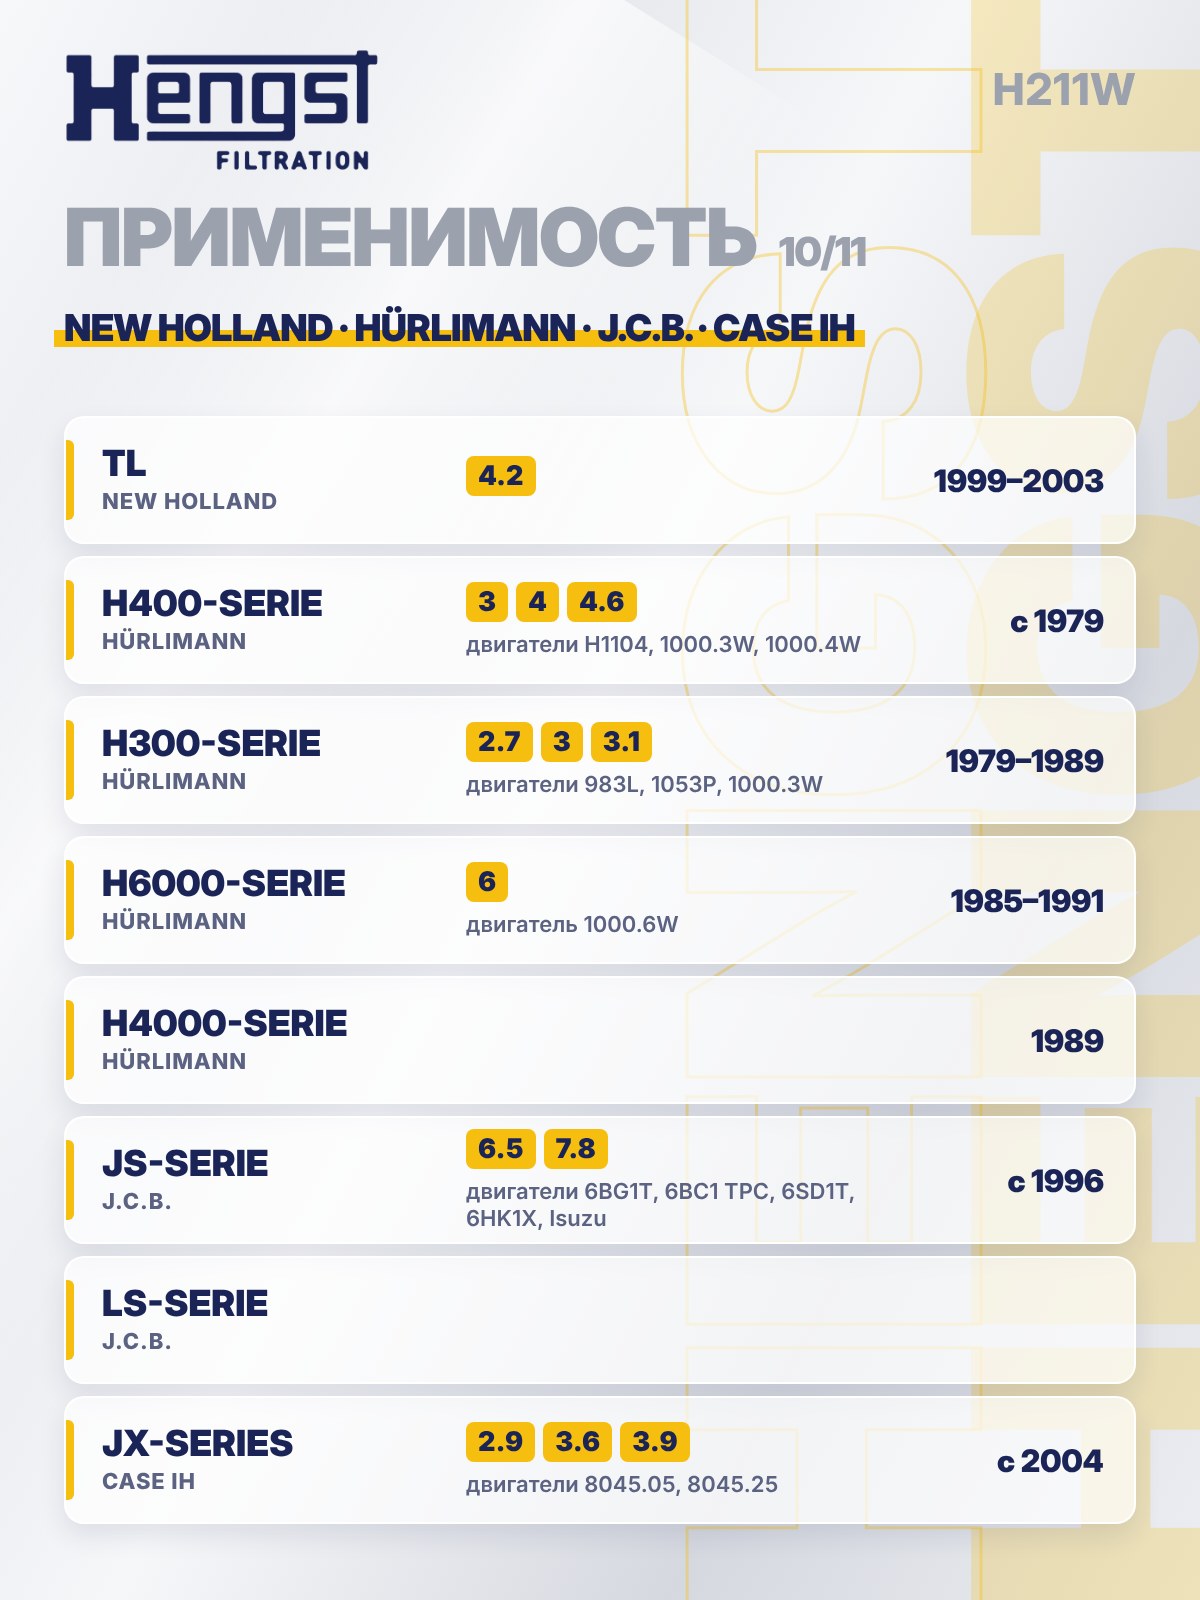 Hengst
FILTRATION
H211W
ПРИМЕНИМОСТЬ 10/11
NEW HOLLAND · HÜRLIMANN · J.C.B. · CASE IH
TL
NEW HOLLAND
4.2
1999–2003
H400-SERIE
HÜRLIMANN
3 4 4.6
двигатели H1104, 1000.3W, 1000.4W
с 1979
H300-SERIE
HÜRLIMANN
2.7 3 3.1
двигатели 983L, 1053P, 1000.3W
1979–1989
H6000-SERIE
HÜRLIMANN
6
двигатель 1000.6W
1985–1991
H4000-SERIE
HÜRLIMANN
1989
JS-SERIE
J.C.B.
6.5 7.8
двигатели 6BG1T, 6BC1 TPC, 6SD1T,
6HK1X, Isuzu
с 1996
LS-SERIE
J.C.B.
JX-SERIES
CASE IH
2.9 3.6 3.9
двигатели 8045.05, 8045.25
с 2004
HENGST
HENGST